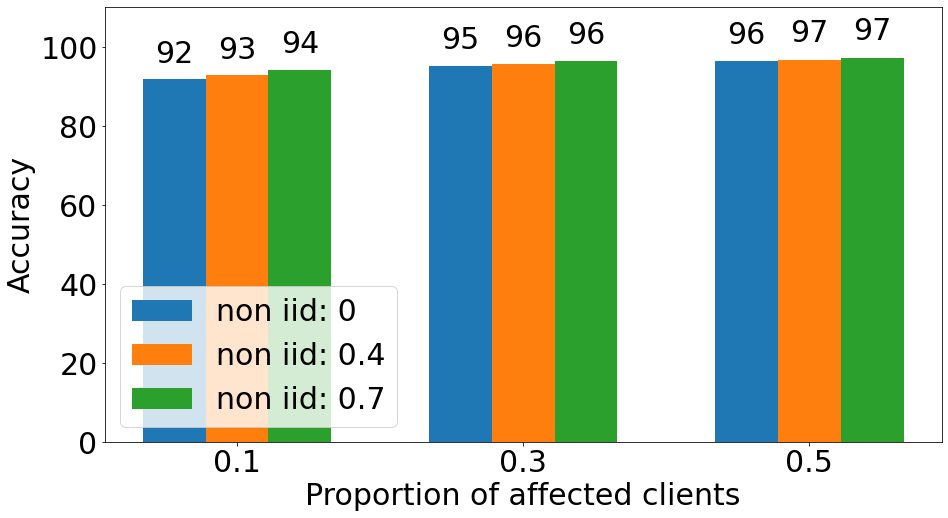 92 93 94 95 96 96 96 97 97
100
80
60
40
20
0
Accuracy
non iid: 0
non iid: 0.4
non iid: 0.7
0.1 0.3 0.5
Proportion of affected clients